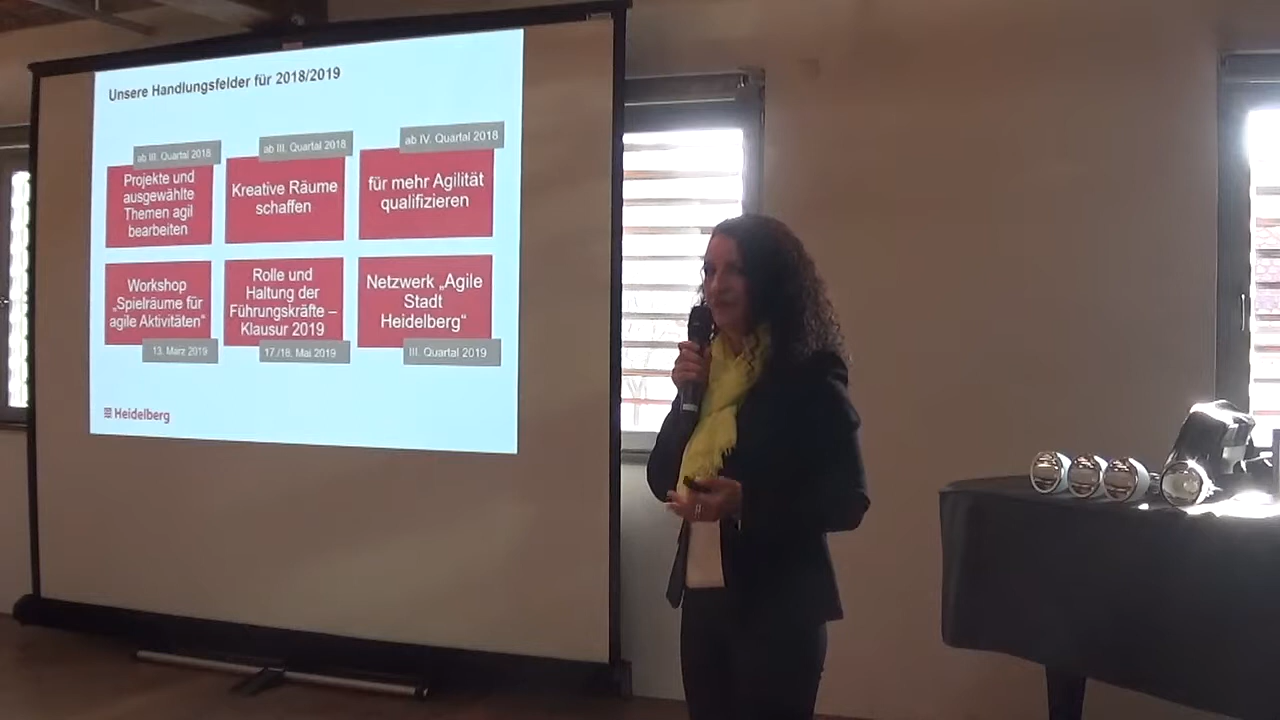 Unsere Handlungsfelder für 2018/2019
ab III. Quartal 2018
Projekte und
ausgewählte
Themen agil
bearbeiten
ab III. Quartal 2018
Kreative Räume
schaffen
ab IV. Quartal 2018
für mehr Agilität
qualifizieren
Workshop
„Spielräume für
agile Aktivitäten“
13. März 2019
Rolle und
Haltung der
Führungskräfte –
Klausur 2019
17./18. Mai 2019
Netzwerk „Agile
Stadt
Heidelberg“
III. Quartal 2019
Heidelberg